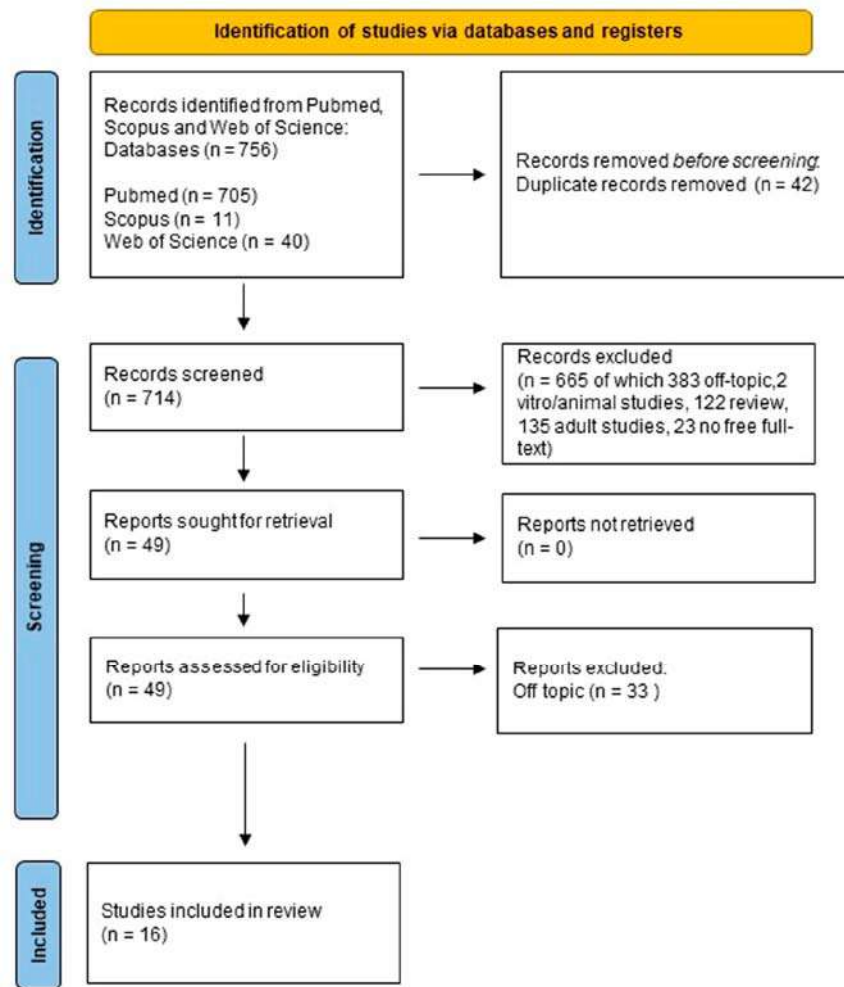 Identification of studies via databases and registers
Identification
Records identified from Pubmed,
Scopus and Web of Science:
Databases (n = 756)
Pubmed (n = 705)
Scopus (n = 11)
Web of Science (n = 40)
Records removed before screening:
Duplicate records removed (n = 42)
Screening
Records screened
(n = 714)
Records excluded
(n = 665 of which 383 off-topic,2
vitro/animal studies, 122 review,
135 adult studies, 23 no free full-
text)
Reports sought for retrieval
(n = 49)
Reports not retrieved
(n = 0)
Reports assessed for eligibility
(n = 49)
Reports excluded:
Off topic (n = 33 )
Included
Studies included in review
(n = 16)